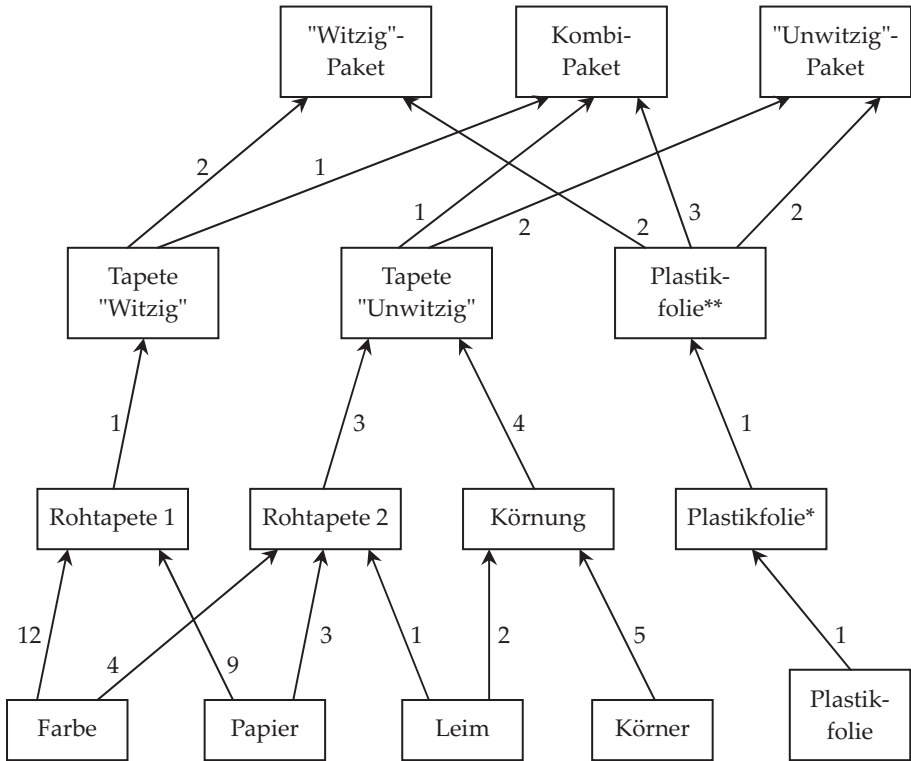 "Witzig"-
Paket
Kombi-
Paket
"Unwitzig"-
Paket
2
1
1
2
2
3
2
Tapete
"Witzig"
Tapete
"Unwitzig"
Plastik-
folie**
1
3
4
1
Rohtapete 1
Rohtapete 2
Körnung
Plastikfolie*
12
4
9
3
1
2
5
1
Farbe
Papier
Leim
Körner
Plastik-
folie